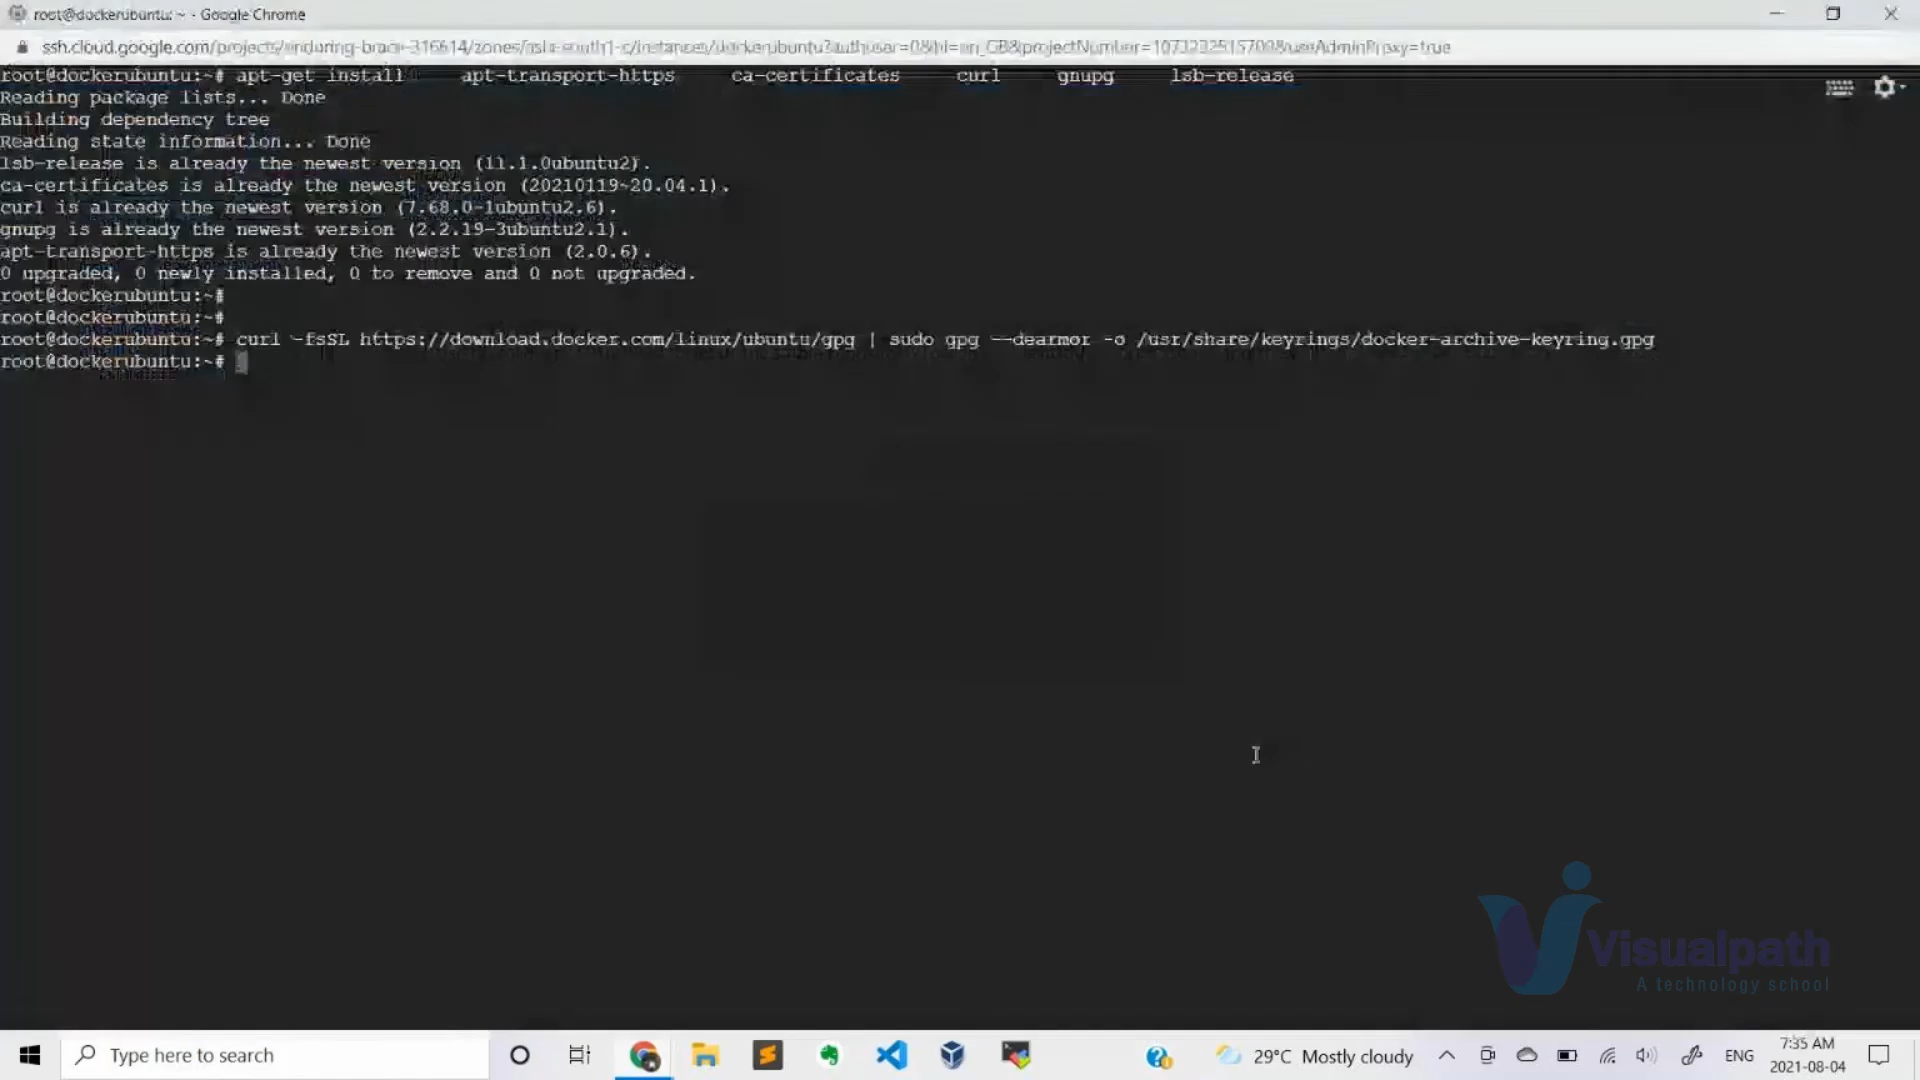 root@dockerubuntu: ~ - Google Chrome
root@dockerubuntu:~# apt-get install apt-transport-https ca-certificates curl gnupg lsb-release
Reading package lists... Done
Building dependency tree
Reading state information... Done
lsb-release is already the newest version (11.1.0ubuntu2).
ca-certificates is already the newest version (20210119~20.04.1).
curl is already the newest version (7.68.0-1ubuntu2.6).
gnupg is already the newest version (2.2.19-3ubuntu2.1).
apt-transport-https is already the newest version (2.0.6).
0 upgraded, 0 newly installed, 0 to remove and 0 not upgraded.
root@dockerubuntu:~#
root@dockerubuntu:~#
root@dockerubuntu:~# curl -fsSL https://download.docker.com/linux/ubuntu/gpg | sudo gpg --dearmor -o /usr/share/keyrings/docker-archive-keyring.gpg
root@dockerubuntu:~#
Visualpath
A technology school
Type here to search
29°C Mostly cloudy
ENG
7:35 AM
2021-08-04